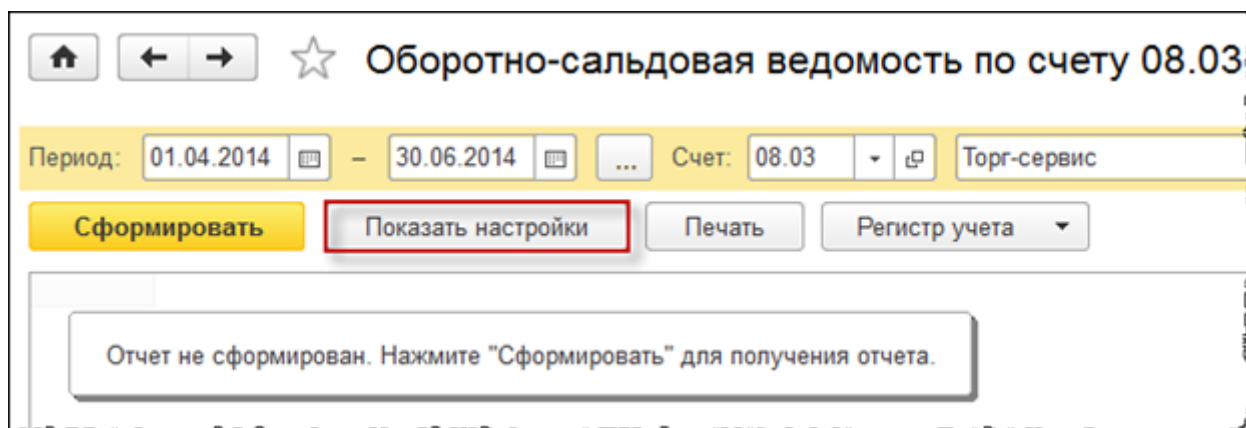 Оборотно-сальдовая ведомость по счету 08.03
Период: 01.04.2014 – 30.06.2014 ... Счет: 08.03 Торг-сервис
Сформировать Показать настройки Печать Регистр учета
Отчет не сформирован. Нажмите "Сформировать" для получения отчета.